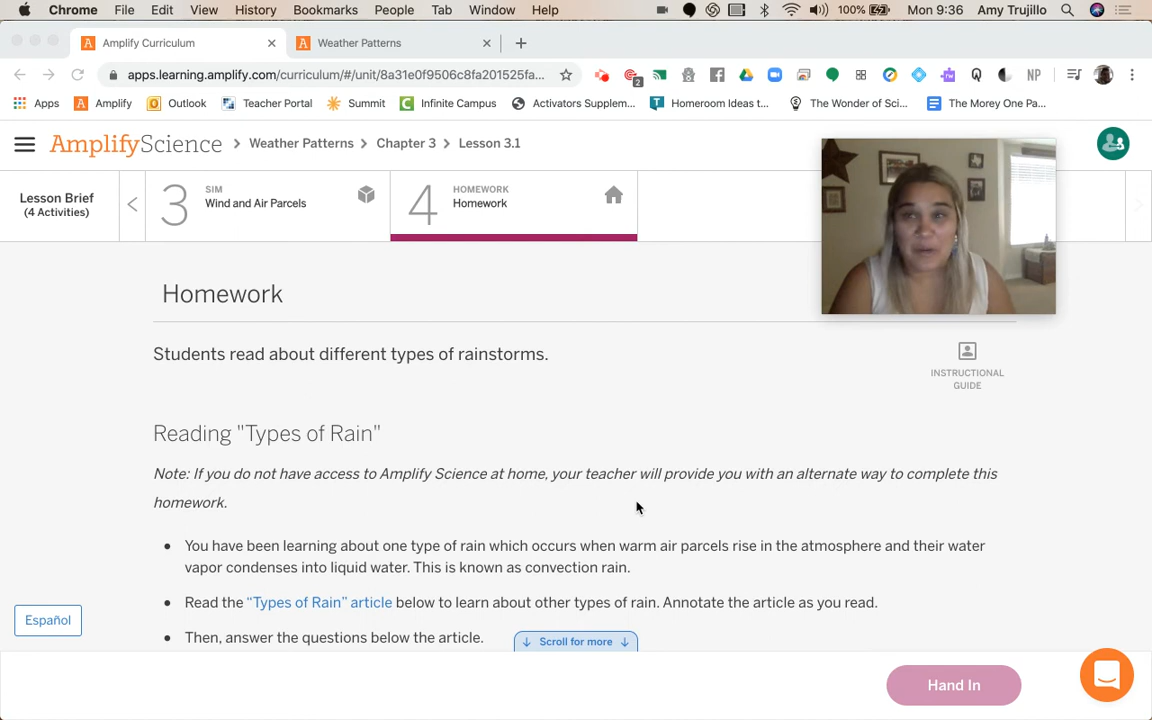 Chrome File Edit View History Bookmarks People Tab Window Help 100% Mon 9:36 Amy Trujillo
Amplify Curriculum Weather Patterns
apps.learning.amplify.com/curriculum/#/unit/8a31e0f9506c8fa201525fa... 2 NP
Apps Amplify Outlook Teacher Portal Summit Infinite Campus Activators Supplem... Homeroom Ideas t... The Wonder of Sci... The Morey One Pa...
AmplifyScience Weather Patterns Chapter 3 Lesson 3.1
Lesson Brief
(4 Activities)
3 SIM
Wind and Air Parcels
4 HOMEWORK
Homework
Homework
Students read about different types of rainstorms.
INSTRUCTIONAL
GUIDE
Reading "Types of Rain"
Note: If you do not have access to Amplify Science at home, your teacher will provide you with an alternate way to complete this
homework.
• You have been learning about one type of rain which occurs when warm air parcels rise in the atmosphere and their water
vapor condenses into liquid water. This is known as convection rain.
• Read the “Types of Rain” article below to learn about other types of rain. Annotate the article as you read.
• Then, answer the questions below the article.
Scroll for more
Español
Hand In